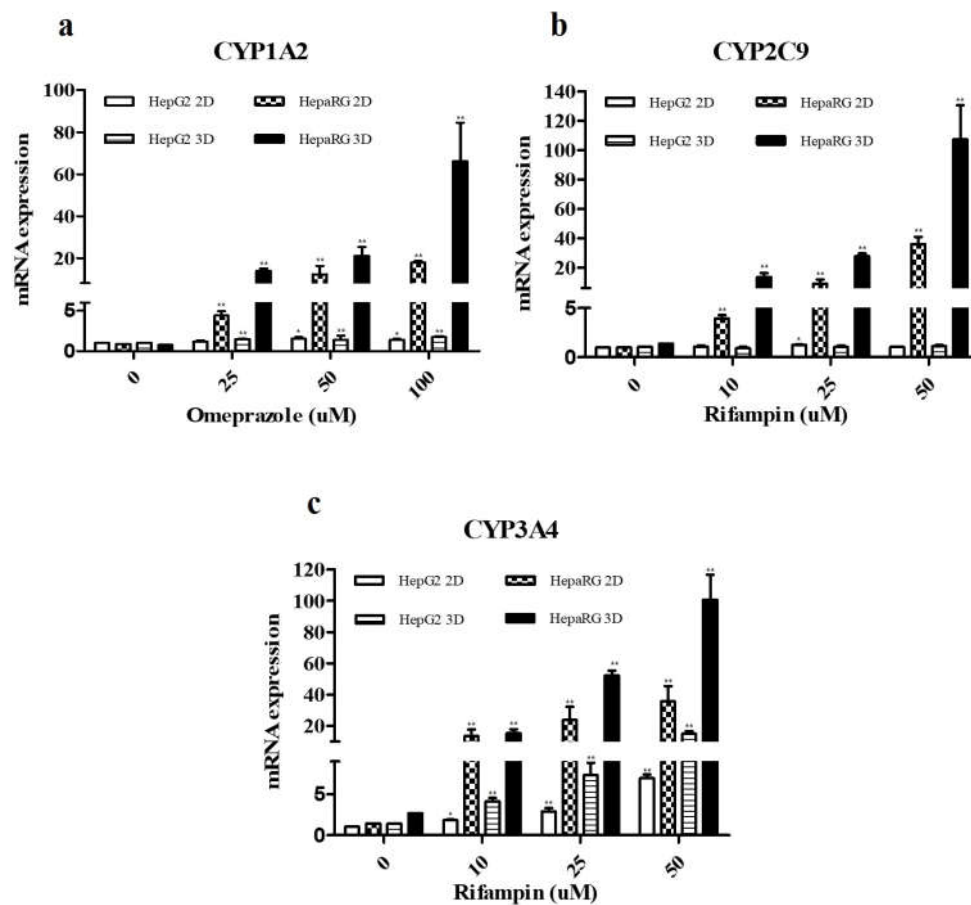 a
CYP1A2
mRNA expression
100
80
60
40
20
5
0
HepG2 2D
HepaRG 2D
HepG2 3D
HepaRG 3D
** ** ** * ** ** ** * ** ** **
0 25 50 100
Omeprazole (uM)
b
CYP2C9
mRNA expression
140
120
100
80
60
40
20
5
0
HepG2 2D
HepaRG 2D
HepG2 3D
HepaRG 3D
** ** * ** ** ** **
0 10 25 50
Rifampin (uM)
c
CYP3A4
mRNA expression
120
100
80
60
40
20
5
0
HepG2 2D
HepaRG 2D
HepG2 3D
HepaRG 3D
* ** ** ** ** ** ** ** ** ** ** **
0 10 25 50
Rifampin (uM)